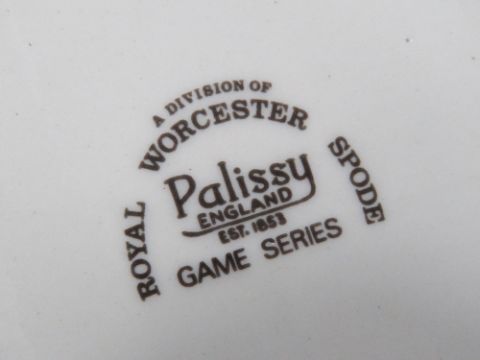 A DIVISION OF
ROYAL WORCESTER SPODE
Palissy
ENGLAND
EST. 1853
GAME SERIES